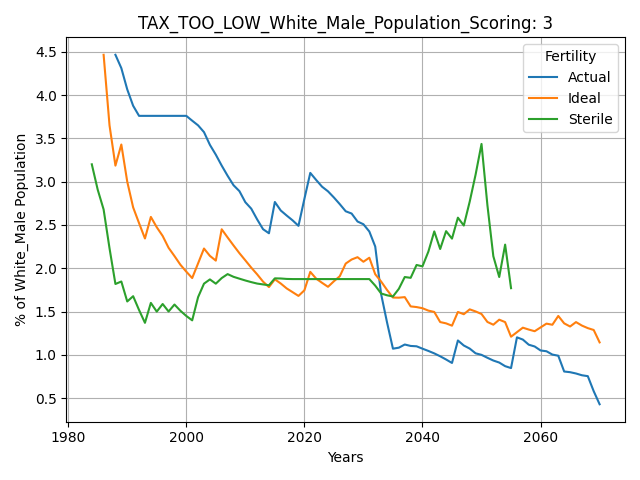 TAX_TOO_LOW_White_Male_Population_Scoring: 3
Fertility
Actual
Ideal
Sterile
% of White_Male Population
4.5
4.0
3.5
3.0
2.5
2.0
1.5
1.0
0.5
1980
2000
2020
2040
2060
Years